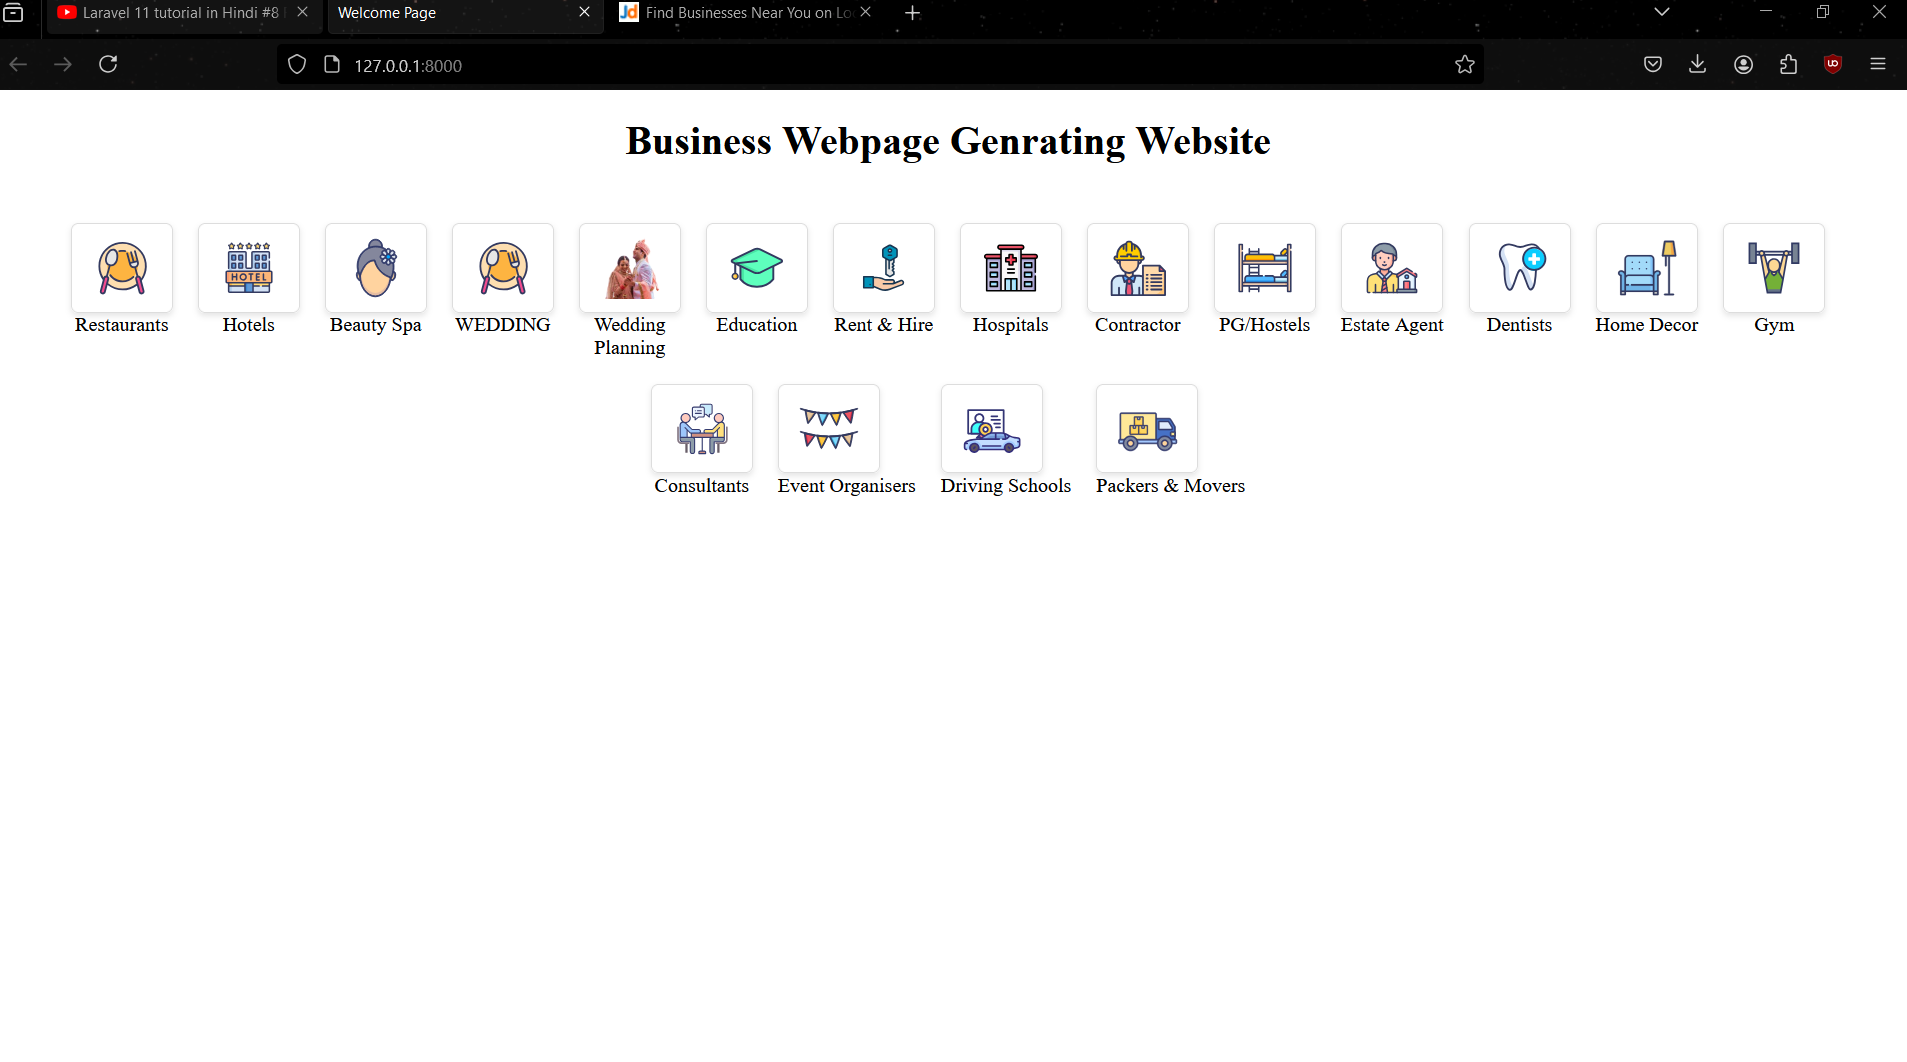 Laravel 11 tutorial in Hindi #8
Welcome Page
Jd Find Businesses Near You on Lo
127.0.0.1:8000
Business Webpage Genrating Website
HOTEL
Restaurants
Hotels
Beauty Spa
WEDDING
Wedding
Planning
Education
Rent & Hire
Hospitals
Contractor
PG/Hostels
Estate Agent
Dentists
Home Decor
Gym
Consultants
Event Organisers
Driving Schools
Packers & Movers